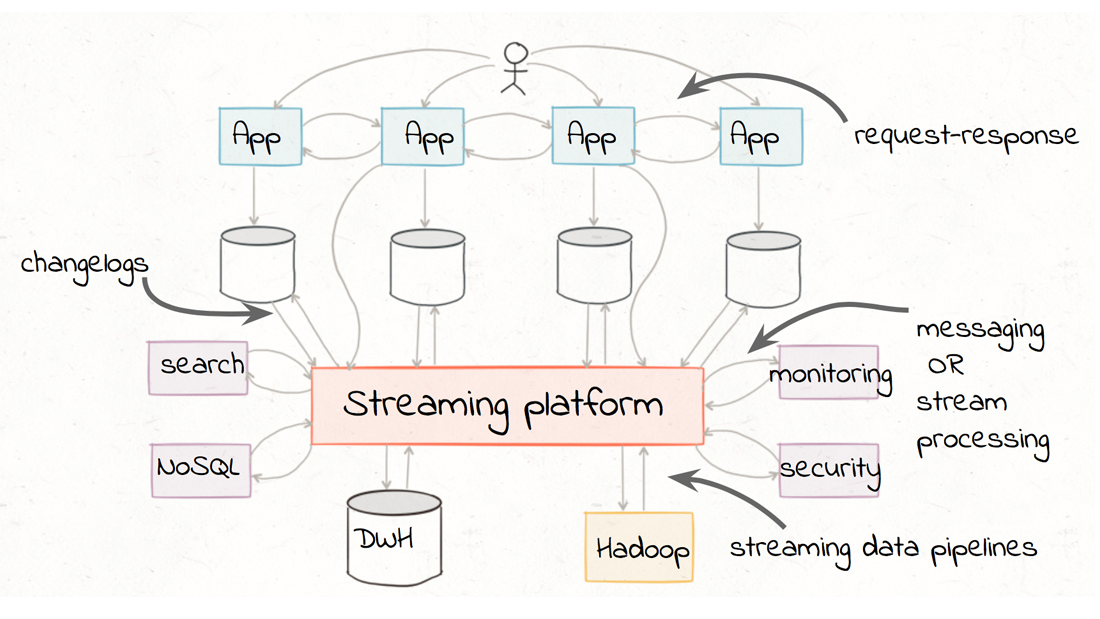 App
App
App
App
request-response
changelogs
search
Streaming platform
monitoring
messaging
OR
stream
processing
NoSQL
security
DWH
Hadoop
streaming data pipelines